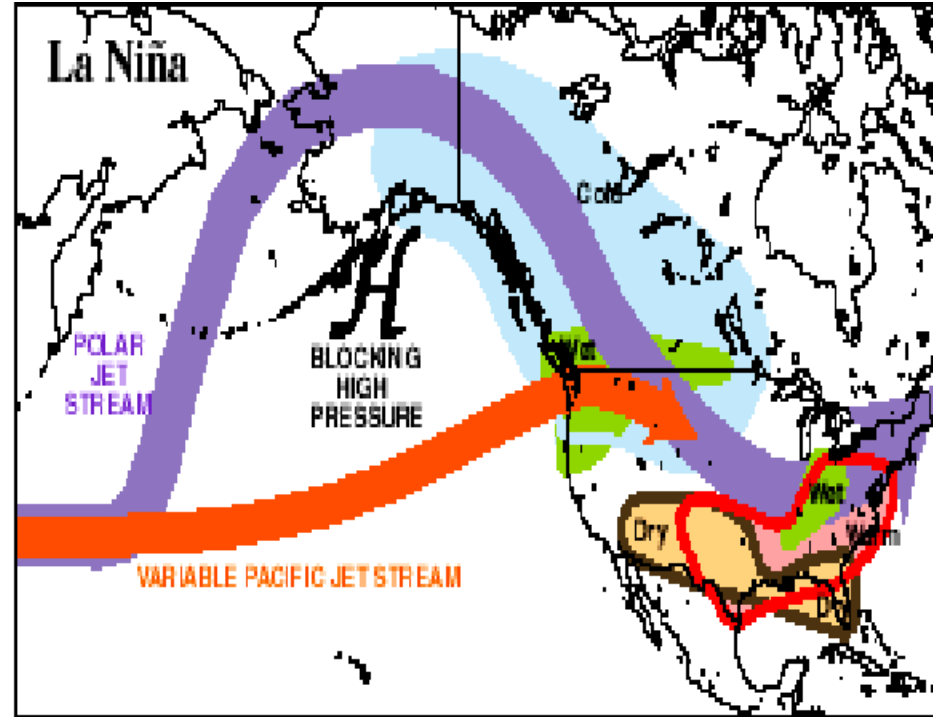 La Niña
Cold
POLAR
JET
STREAM
H
BLOCKING
HIGH
PRESSURE
Wet
VARIABLE PACIFIC JET STREAM
Wet
Dry
Warm
Dry